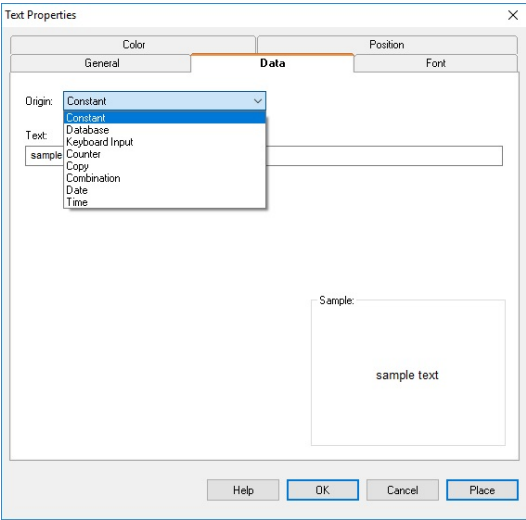 Text Properties
Color Position
General Data Font
Origin: Constant
Constant
Database
Text: Keyboard Input
sample Counter
Copy
Combination
Date
Time
Sample:
sample text
Help OK Cancel Place